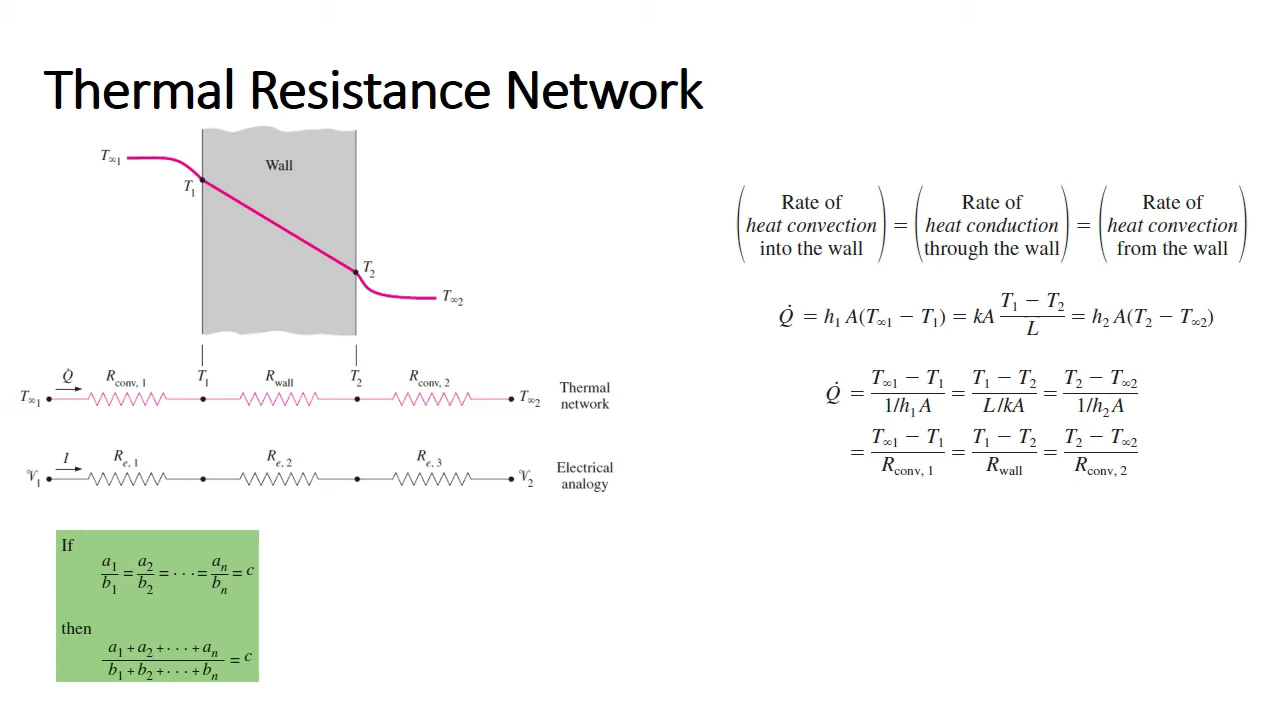 Thermal Resistance Network
T∞1
Wall
T1
T2
T∞2
Q̇ Rconv, 1 T1 Rwall T2 Rconv, 2
T∞1 T∞2
Thermal
network
I Re, 1 Re, 2 Re, 3
𝒱1 𝒱2
Electrical
analogy
If
a1/b1 = a2/b2 = · · · = an/bn = c
then
(a1 + a2 + · · · + an)/(b1 + b2 + · · · + bn) = c
(Rate of) = (Rate of) = (Rate of)
(heat convection) = (heat conduction) = (heat convection)
(into the wall) (through the wall) (from the wall)
Q̇ = h1 A(T∞1 − T1) = kA (T1 − T2)/L = h2 A(T2 − T∞2)
Q̇ = (T∞1 − T1)/(1/h1 A) = (T1 − T2)/(L/kA) = (T2 − T∞2)/(1/h2 A)
= (T∞1 − T1)/Rconv, 1 = (T1 − T2)/Rwall = (T2 − T∞2)/Rconv, 2